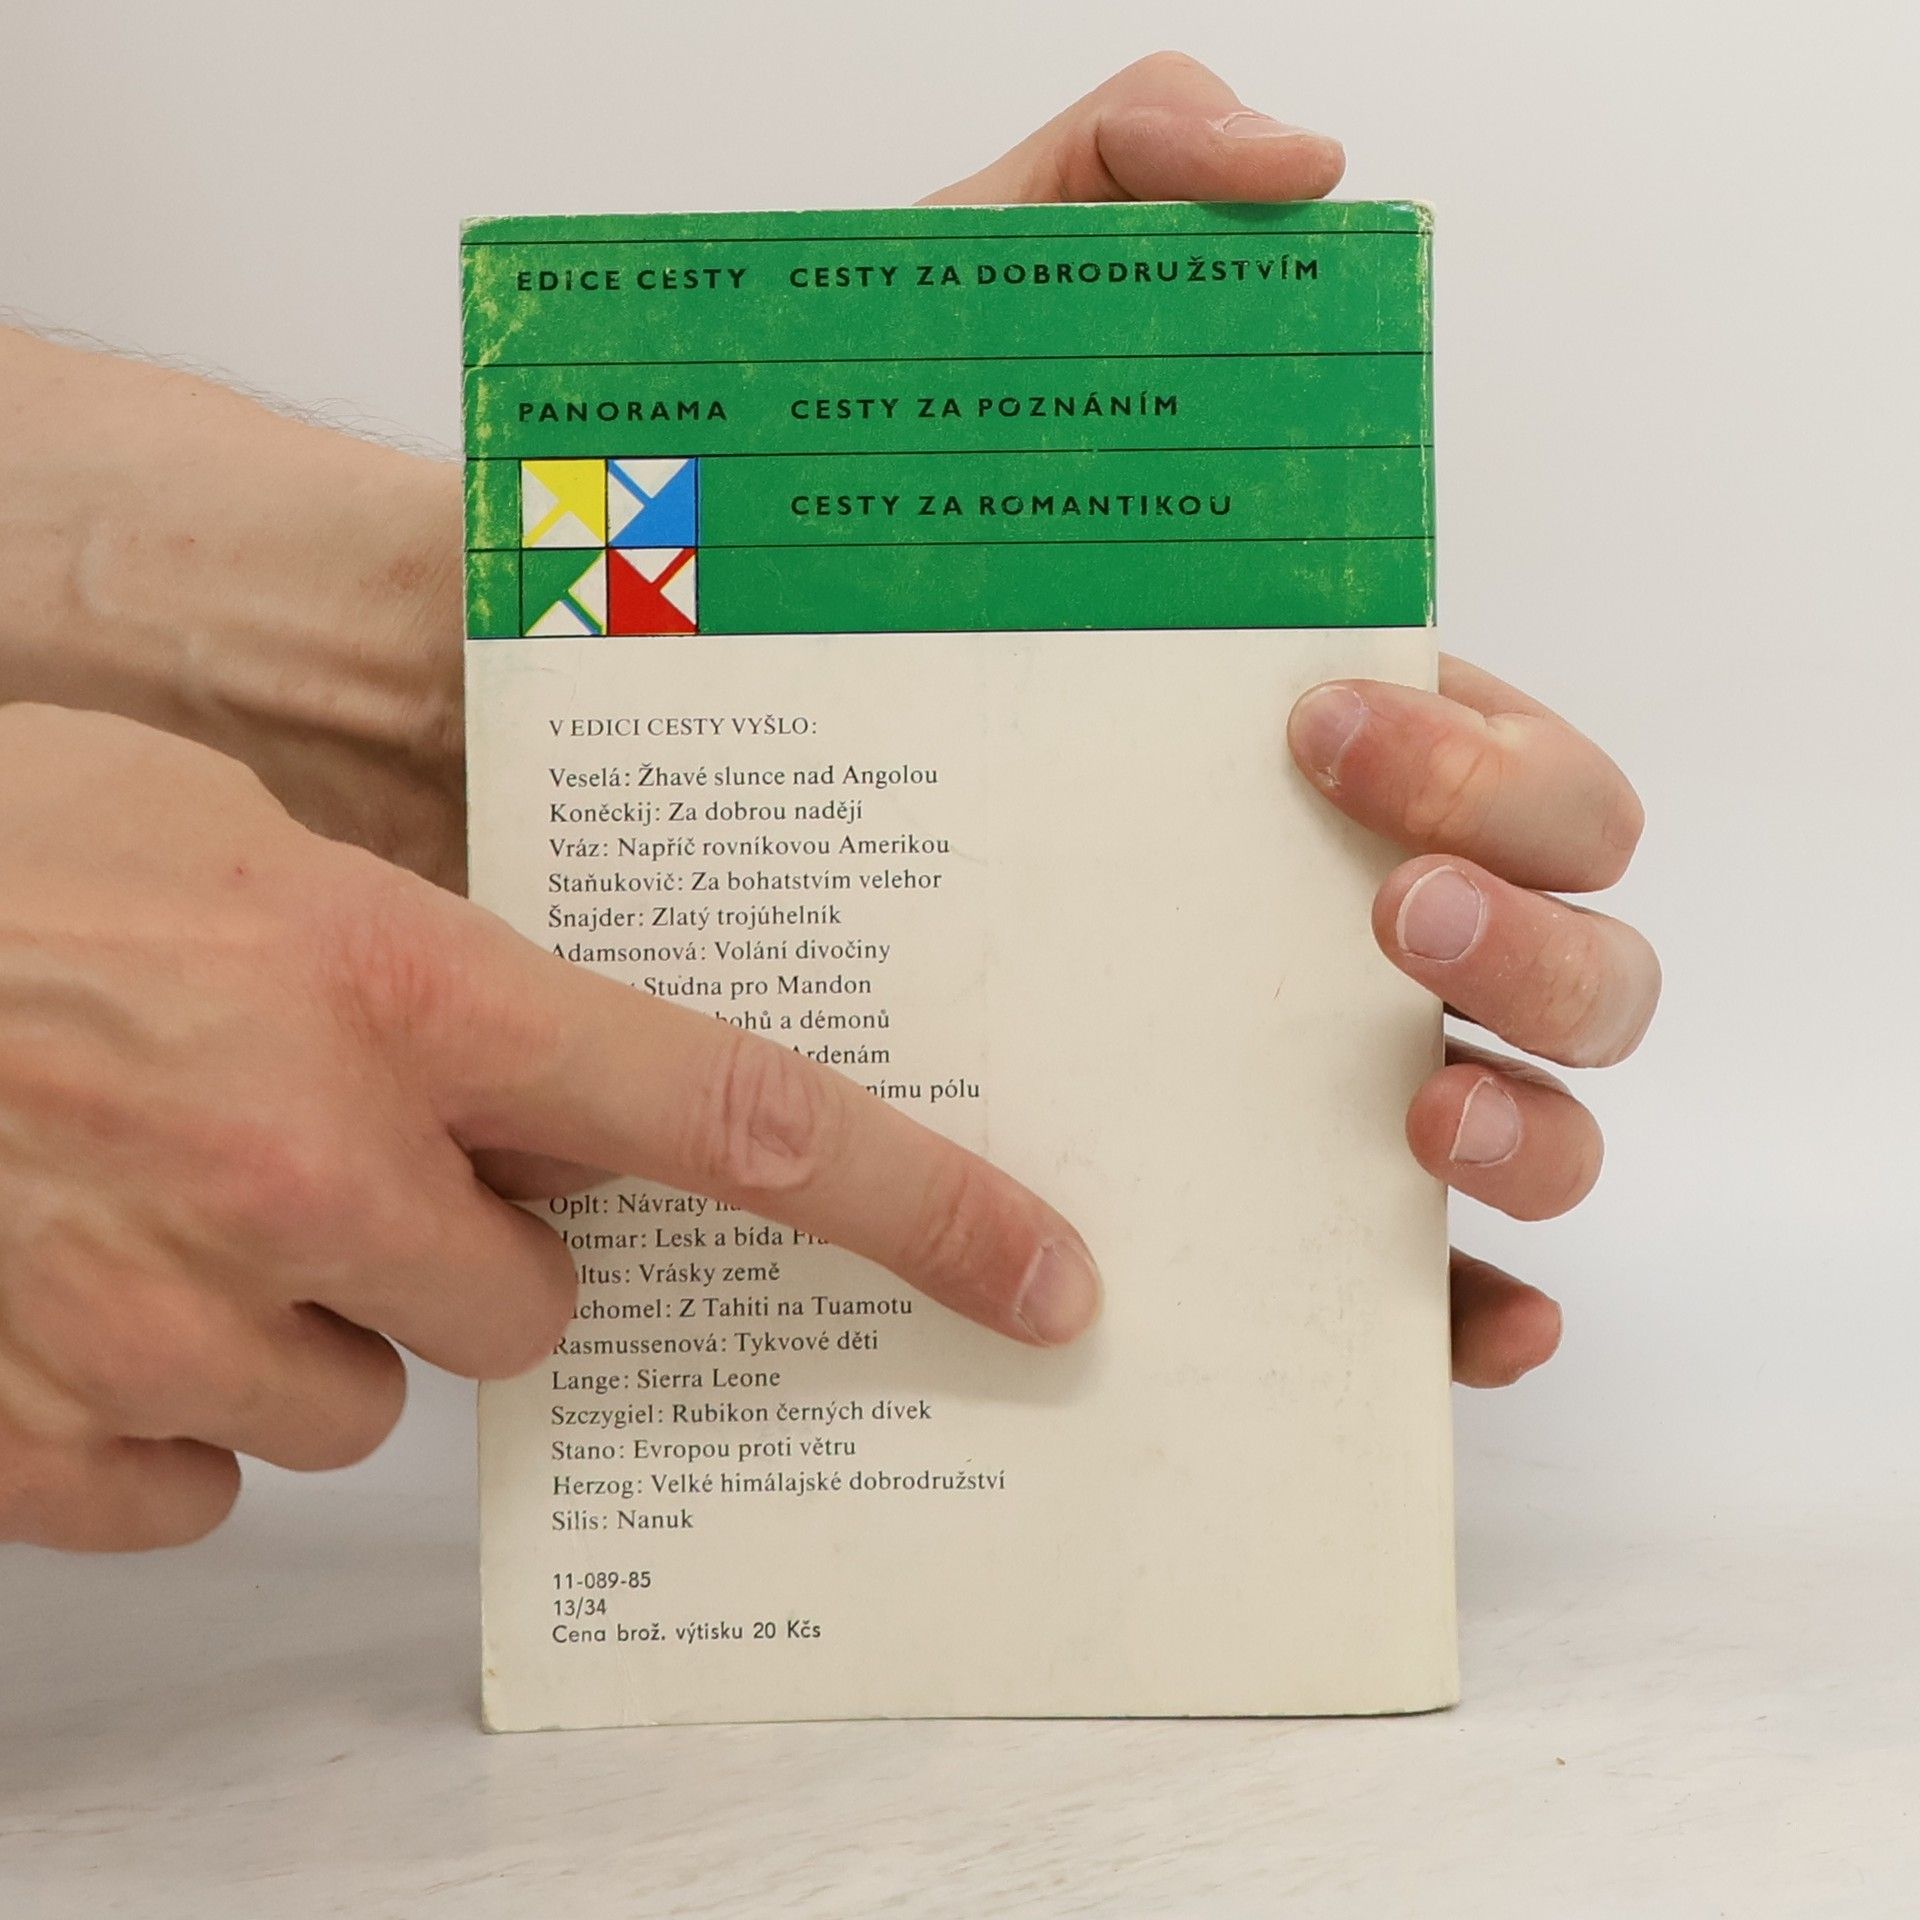 EDICE CESTY CESTY ZA DOBRODRUŽSTVÍM
PANORAMA CESTY ZA POZNÁNÍM
CESTY ZA ROMANTIKOU
V EDICI CESTY VYŠLO:
Veselá: Žhavé slunce nad Angolou
Koněckij: Za dobrou nadějí
Vráz: Napříč rovníkovou Amerikou
Staňukovič: Za bohatstvím velehor
Šnajder: Zlatý trojúhelník
Adamsonová: Volání divočiny
Studna pro Mandon
bohů a démonů
Ardenám
pólu
Oplt: Návraty
Hotmar: Lesk a bída
Vrásky země
Z Tahiti na Tuamotu
Rasmussenová: Tykvové děti
Lange: Sierra Leone
Szczygiel: Rubikon černých dívek
Stano: Evropou proti větru
Herzog: Velké himálajské dobrodružství
Silis: Nanuk
11-089-85
13/34
Cena brož. výtisku 20 Kčs